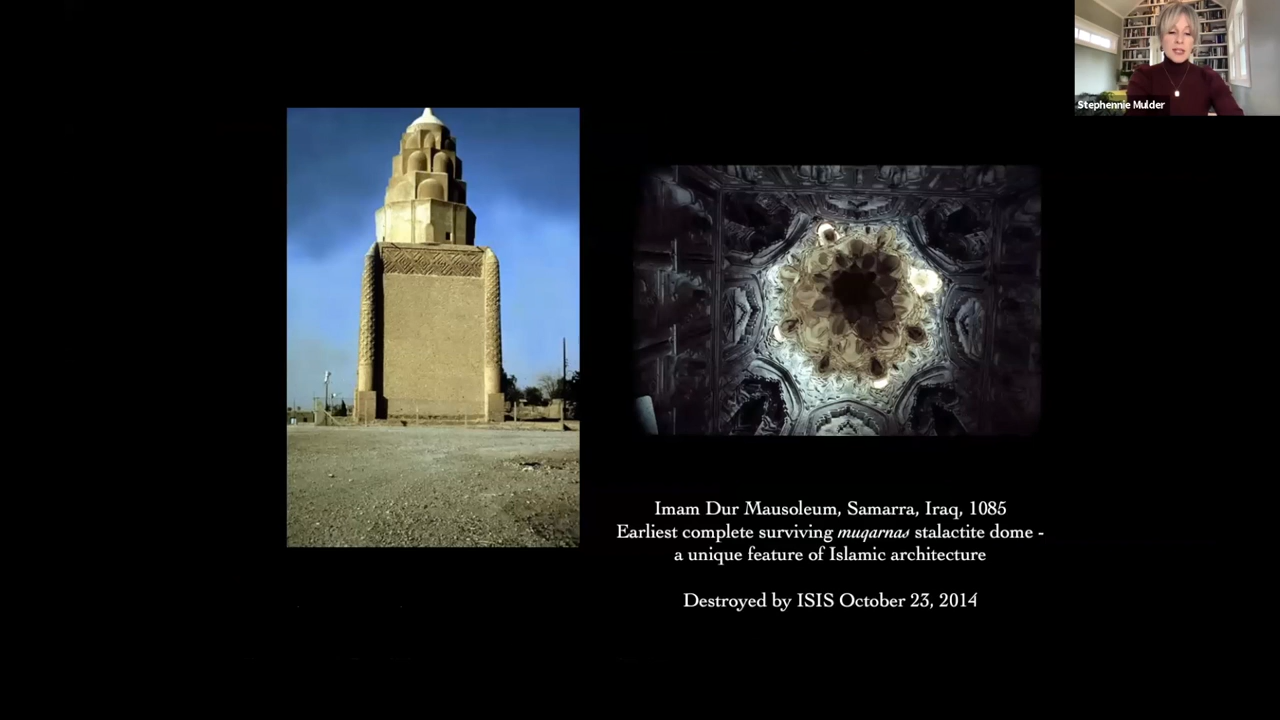 Stephennie Mulder
Imam Dur Mausoleum, Samarra, Iraq, 1085
Earliest complete surviving muqarnas stalactite dome -
a unique feature of Islamic architecture
Destroyed by ISIS October 23, 2014